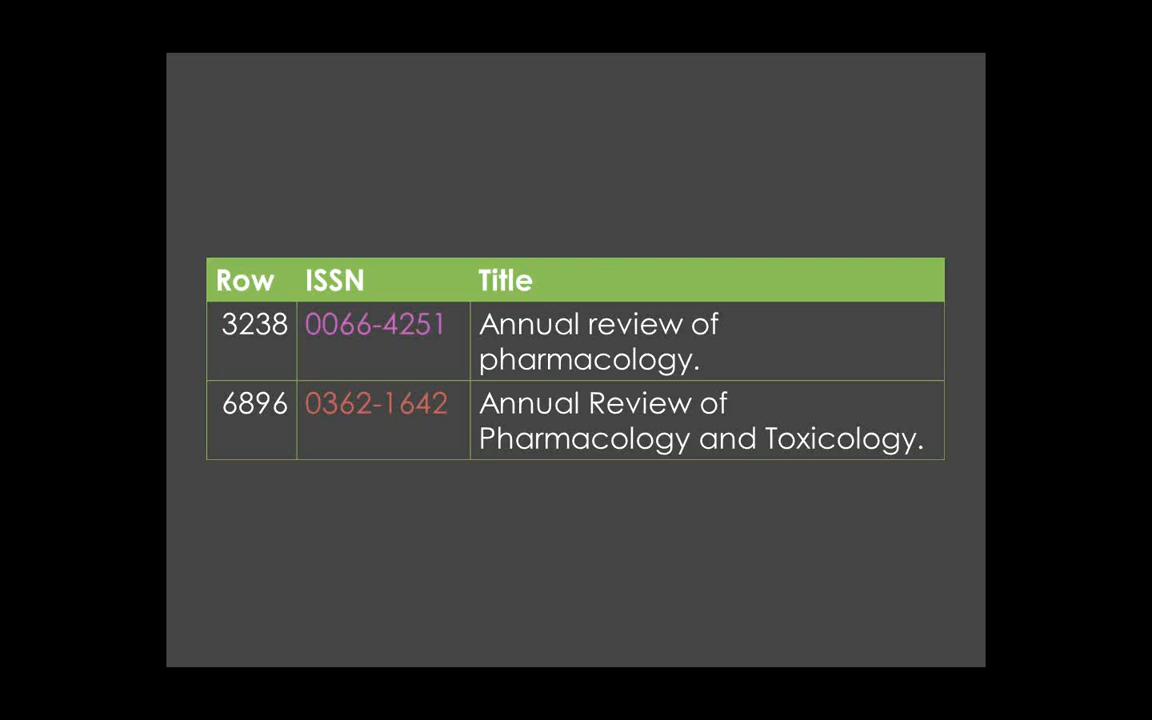 Row ISSN Title
3238 0066-4251 Annual review of
pharmacology.
6896 0362-1642 Annual Review of
Pharmacology and Toxicology.